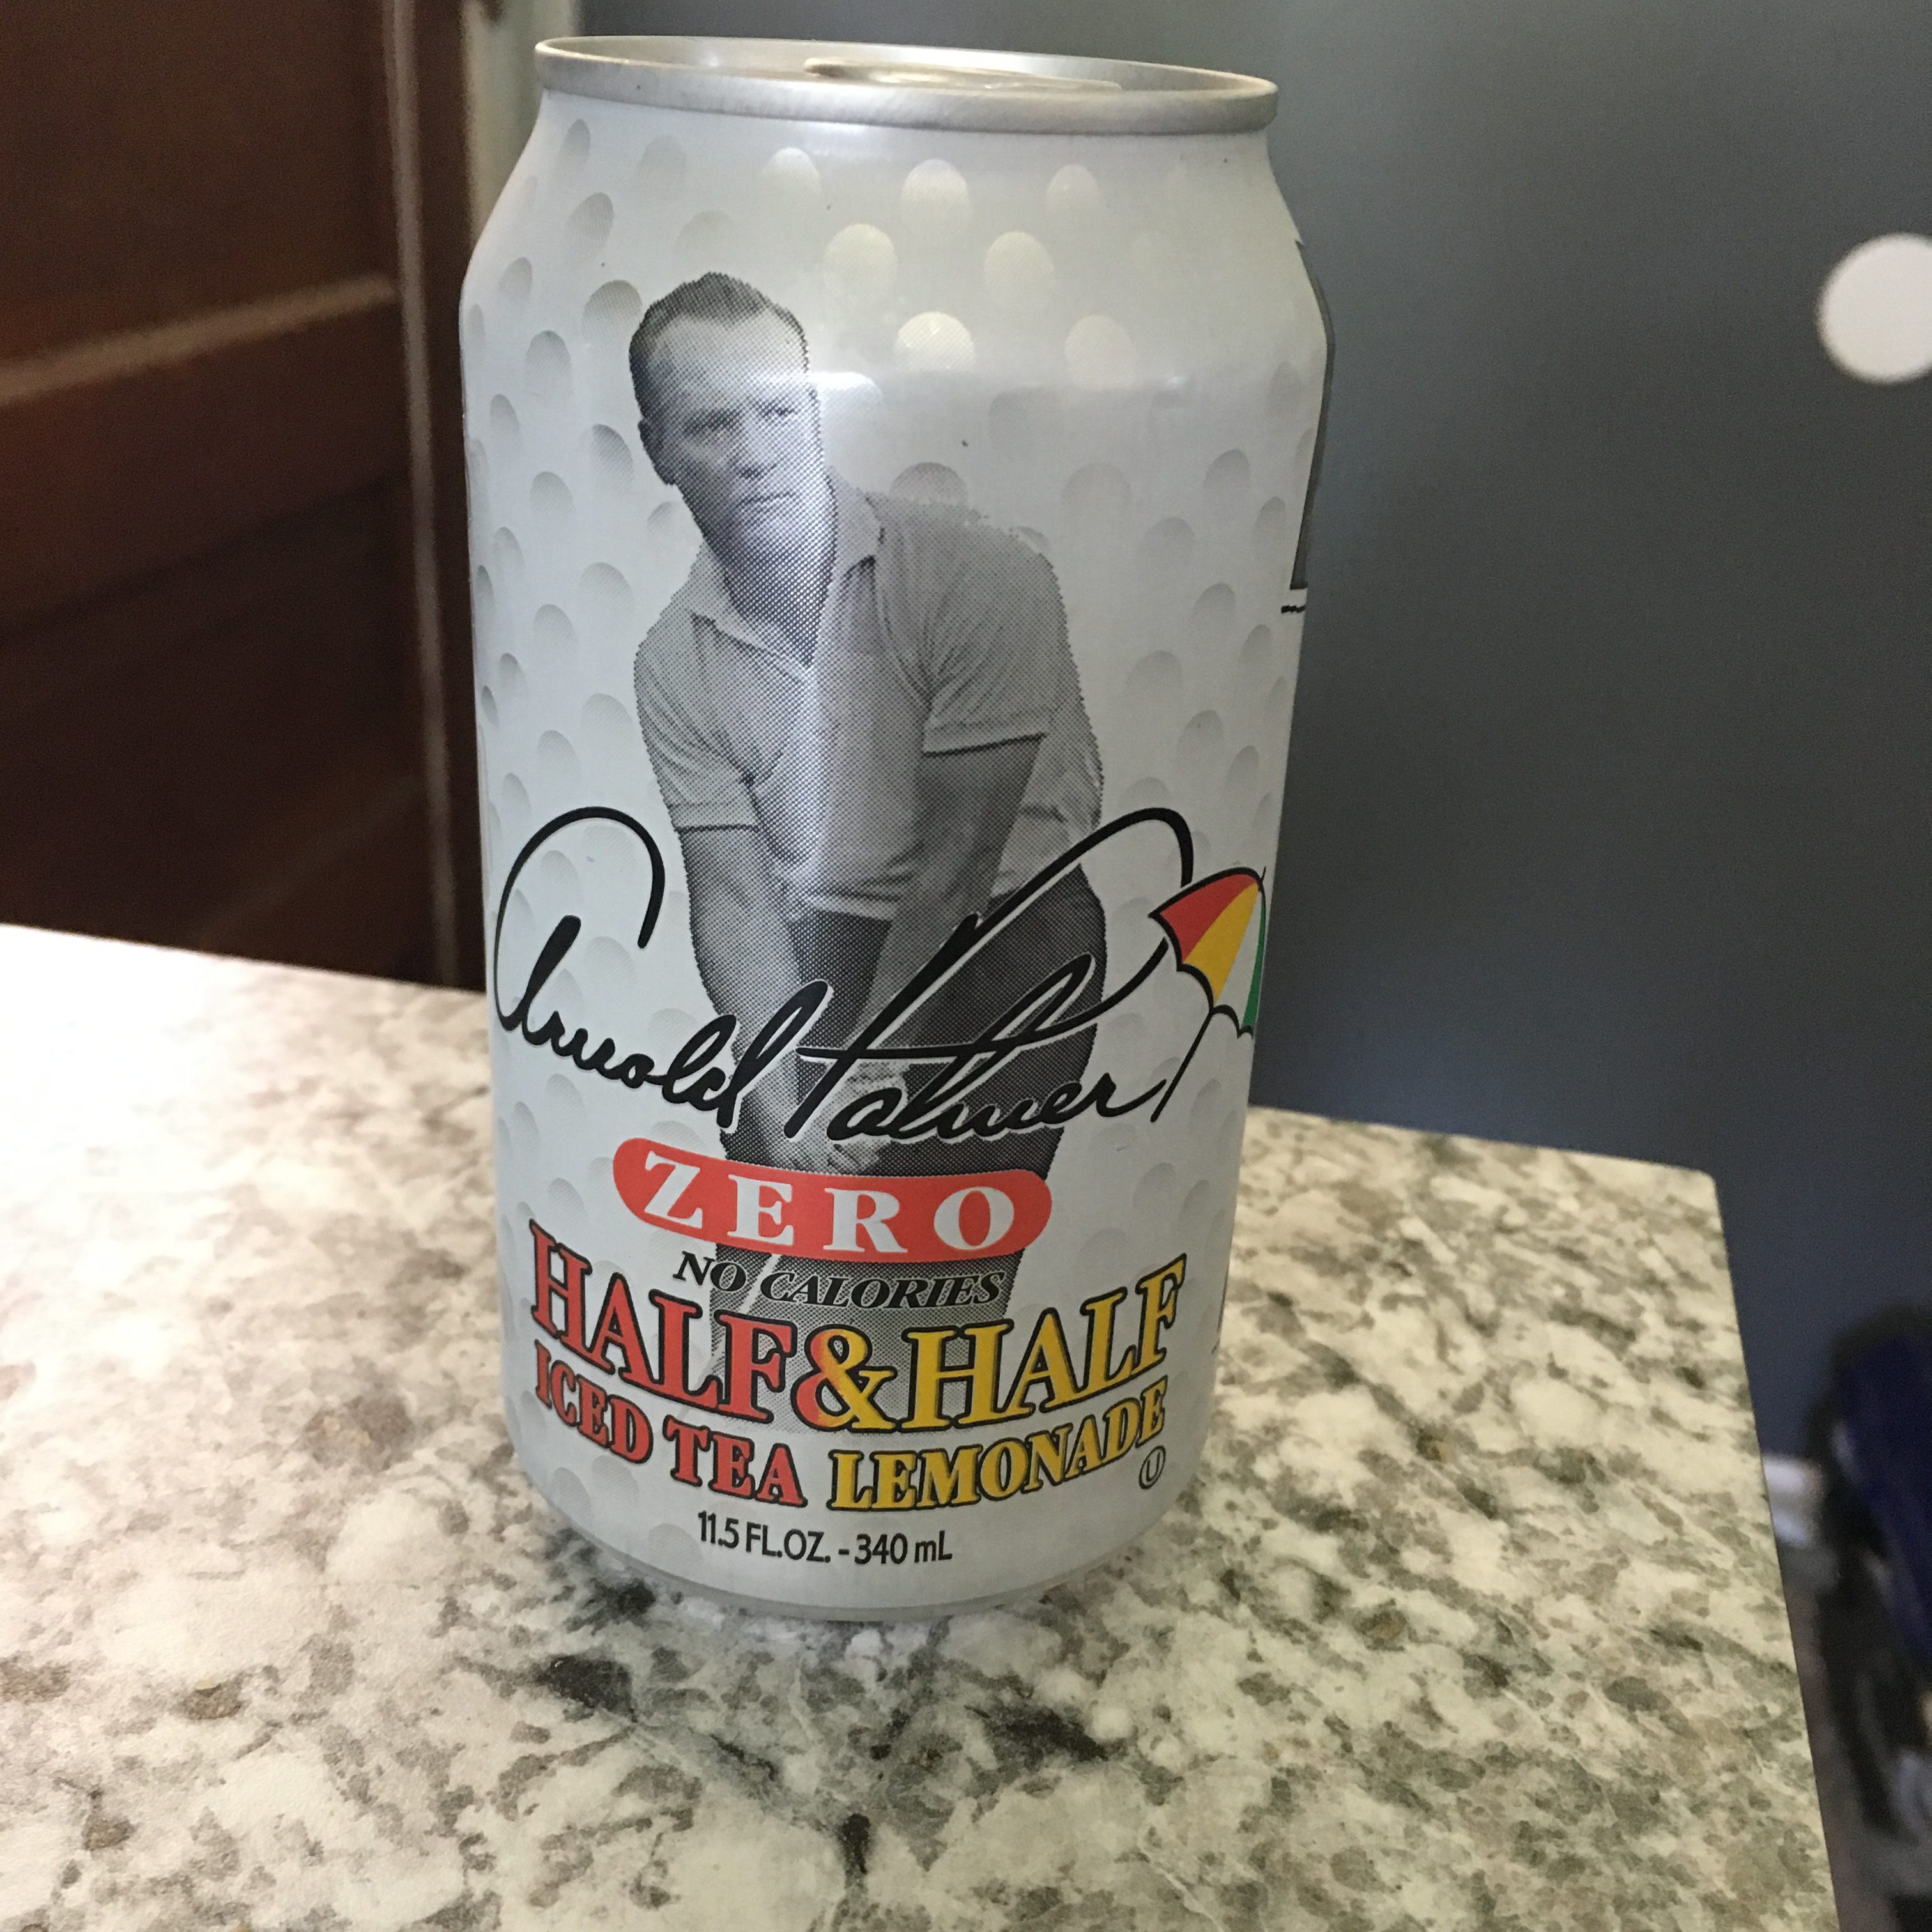 Arnold Palmer
ZERO
NO CALORIES
HALF&HALF
ICED TEA LEMONADE
U
11.5 FL.OZ. - 340 mL